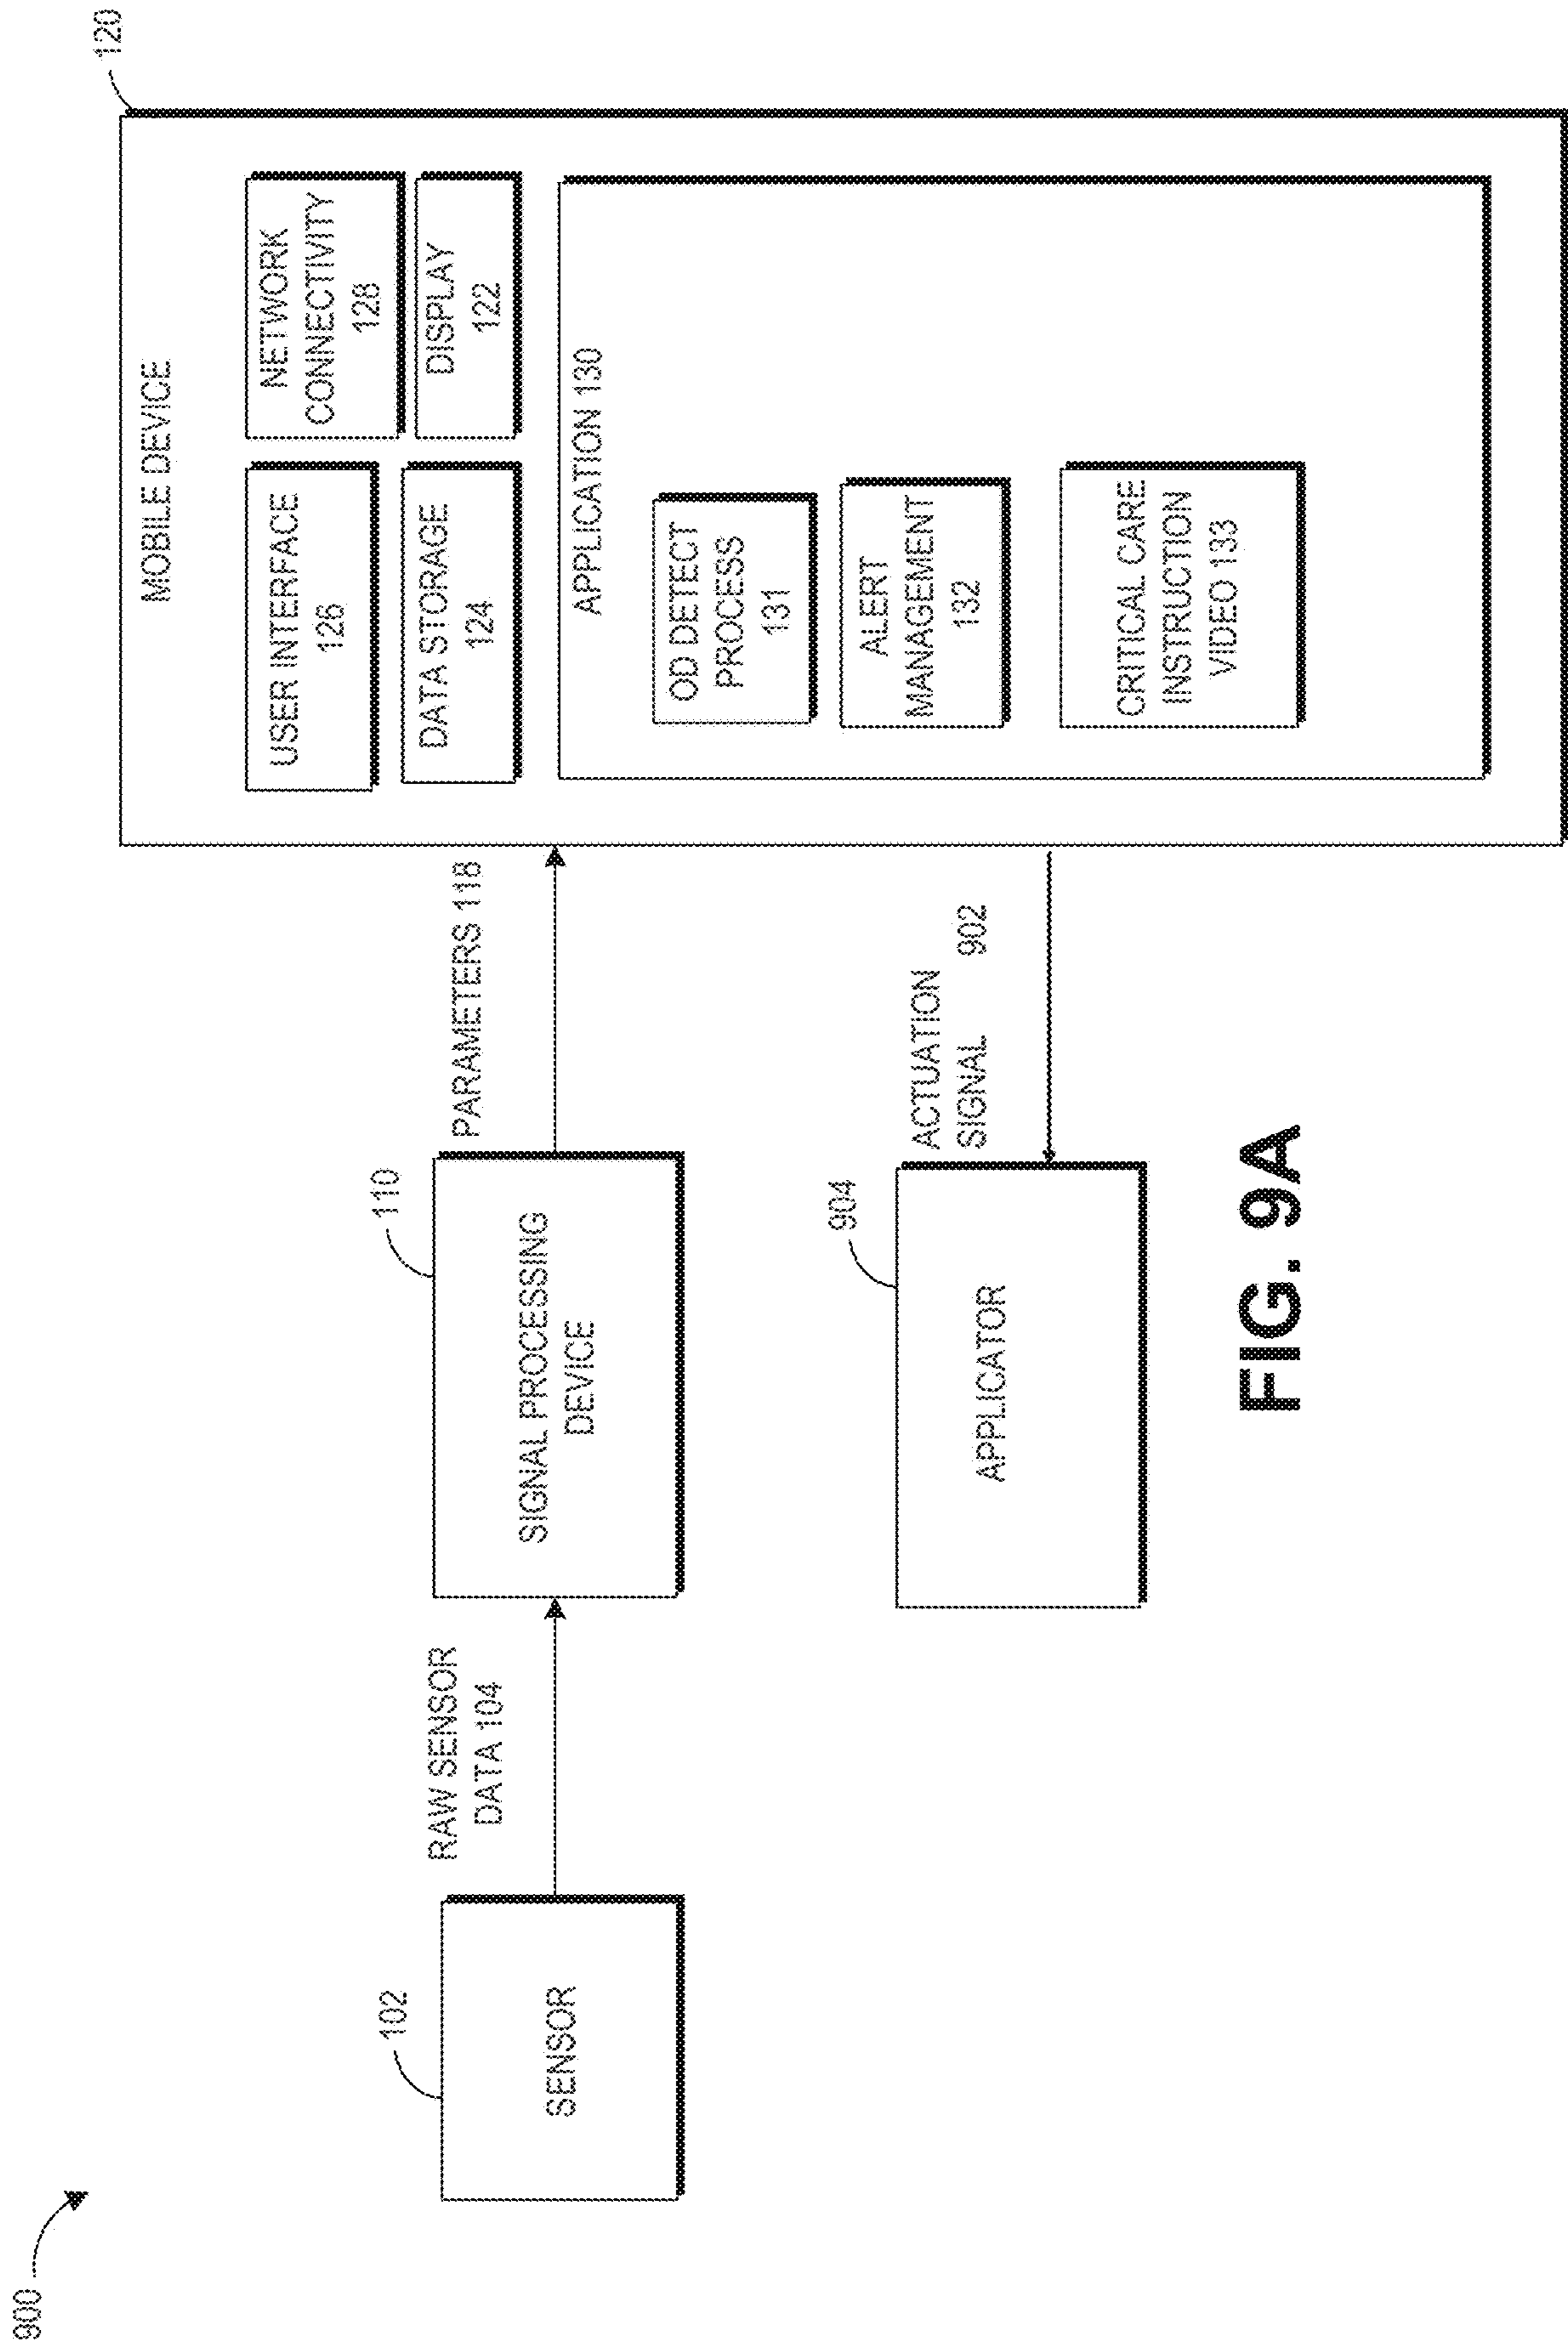 900
120
MOBILE DEVICE
USER INTERFACE
126
NETWORK
CONNECTIVITY
128
DATA STORAGE
124
DISPLAY
122
APPLICATION 130
OD DETECT
PROCESS
131
ALERT
MANAGEMENT
132
CRITICAL CARE
INSTRUCTION
VIDEO 133
102
SENSOR
RAW SENSOR
DATA 104
110
SIGNAL PROCESSING
DEVICE
PARAMETERS 118
904
APPLICATOR
ACTUATION
SIGNAL 902
FIG. 9A